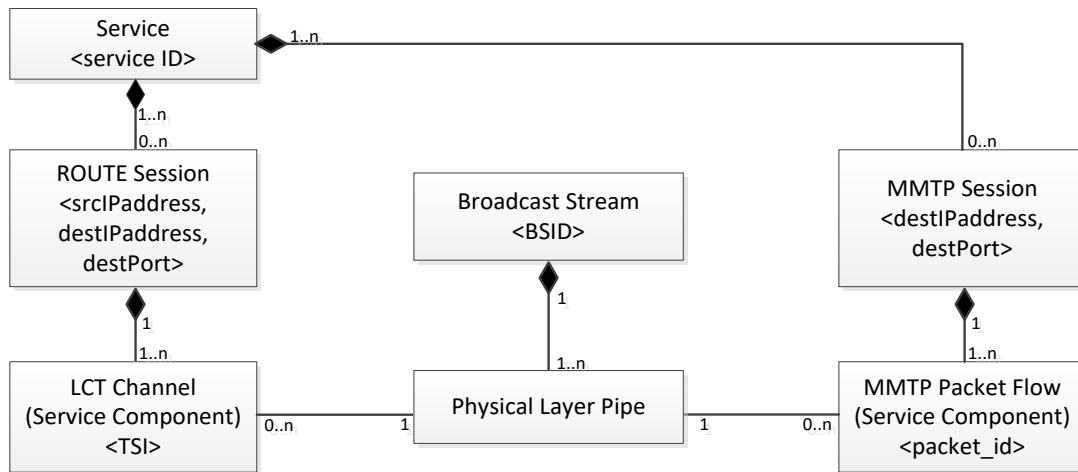 Service
<service ID>
1..n
1..n
0..n
0..n
ROUTE Session
<srcIPaddress,
destIPaddress,
destPort>
Broadcast Stream
<BSID>
MMTP Session
<destIPaddress,
destPort>
1
1
1
1..n
1..n
1..n
LCT Channel
(Service Component)
<TSI>
0..n
1
Physical Layer Pipe
1
0..n
MMTP Packet Flow
(Service Component)
<packet_id>